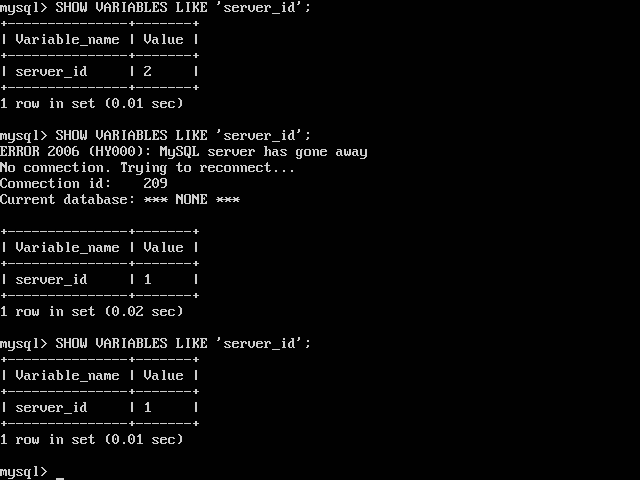 mysql> SHOW VARIABLES LIKE 'server_id';
+---------------+-------+
| Variable_name | Value |
+---------------+-------+
| server_id     | 2     |
+---------------+-------+
1 row in set (0.01 sec)
mysql> SHOW VARIABLES LIKE 'server_id';
ERROR 2006 (HY000): MySQL server has gone away
No connection. Trying to reconnect...
Connection id:    209
Current database: *** NONE ***
+---------------+-------+
| Variable_name | Value |
+---------------+-------+
| server_id     | 1     |
+---------------+-------+
1 row in set (0.02 sec)
mysql> SHOW VARIABLES LIKE 'server_id';
+---------------+-------+
| Variable_name | Value |
+---------------+-------+
| server_id     | 1     |
+---------------+-------+
1 row in set (0.01 sec)
mysql> _